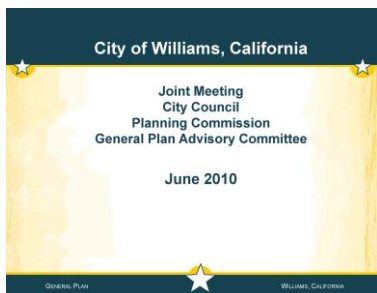 City of Williams, California
Joint Meeting
City Council
Planning Commission
General Plan Advisory Committee
June 2010
GENERAL PLAN
WILLIAMS, CALIFORNIA